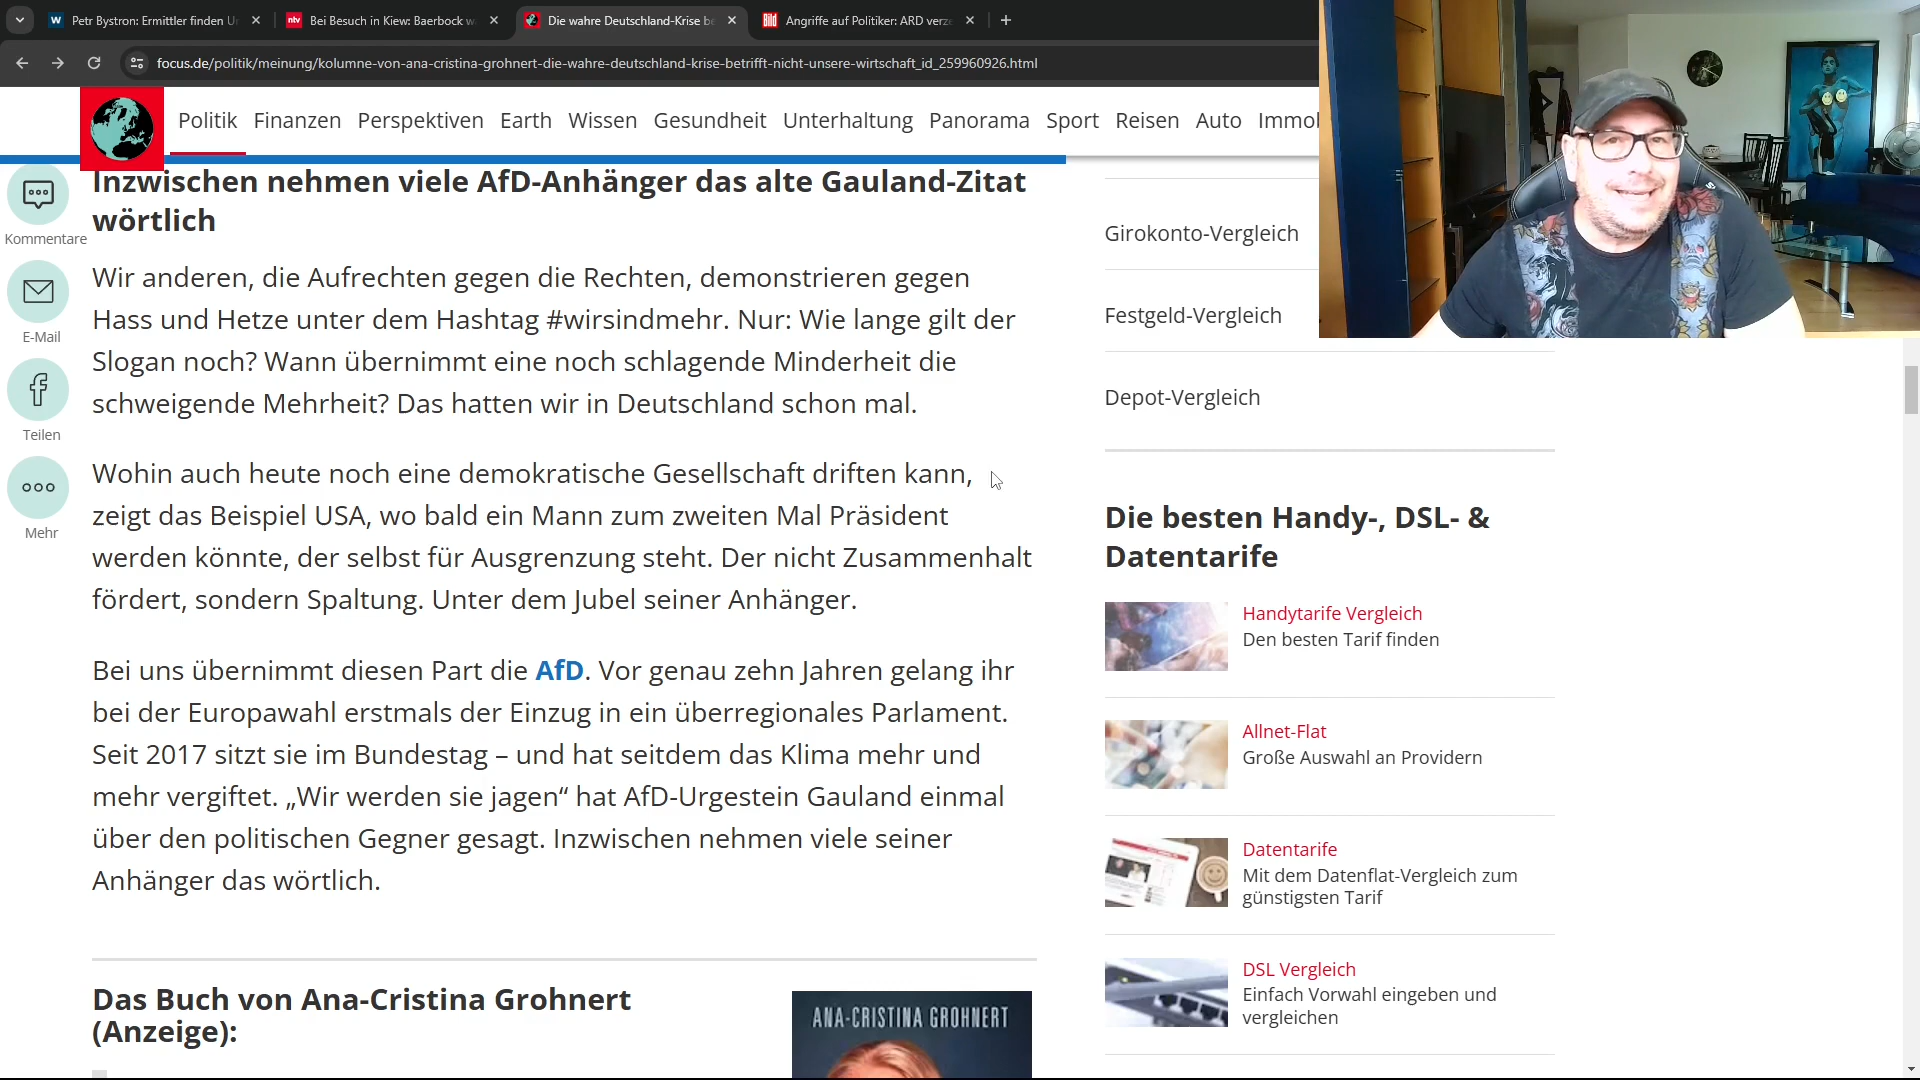 Petr Bystron: Ermittler finden U
Bei Besuch in Kiew: Baerbock w
Die wahre Deutschland-Krise be
Angriffe auf Politiker: ARD verz
focus.de/politik/meinung/kolumne-von-ana-cristina-grohnert-die-wahre-deutschland-krise-betrifft-nicht-unsere-wirtschaft_id_259960926.html
Politik Finanzen Perspektiven Earth Wissen Gesundheit Unterhaltung Panorama Sport Reisen Auto Immo
Kommentare
E-Mail
Teilen
Mehr
Inzwischen nehmen viele AfD-Anhänger das alte Gauland-Zitat
wörtlich
Wir anderen, die Aufrechten gegen die Rechten, demonstrieren gegen
Hass und Hetze unter dem Hashtag #wirsindmehr. Nur: Wie lange gilt der
Slogan noch? Wann übernimmt eine noch schlagende Minderheit die
schweigende Mehrheit? Das hatten wir in Deutschland schon mal.
Wohin auch heute noch eine demokratische Gesellschaft driften kann,
zeigt das Beispiel USA, wo bald ein Mann zum zweiten Mal Präsident
werden könnte, der selbst für Ausgrenzung steht. Der nicht Zusammenhalt
fördert, sondern Spaltung. Unter dem Jubel seiner Anhänger.
Bei uns übernimmt diesen Part die AfD. Vor genau zehn Jahren gelang ihr
bei der Europawahl erstmals der Einzug in ein überregionales Parlament.
Seit 2017 sitzt sie im Bundestag – und hat seitdem das Klima mehr und
mehr vergiftet. „Wir werden sie jagen“ hat AfD-Urgestein Gauland einmal
über den politischen Gegner gesagt. Inzwischen nehmen viele seiner
Anhänger das wörtlich.
Das Buch von Ana-Cristina Grohnert
(Anzeige):
ANA-CRISTINA GROHNERT
Girokonto-Vergleich
Festgeld-Vergleich
Depot-Vergleich
Die besten Handy-, DSL- &
Datentarife
Handytarife Vergleich
Den besten Tarif finden
Allnet-Flat
Große Auswahl an Providern
Datentarife
Mit dem Datenflat-Vergleich zum
günstigsten Tarif
DSL Vergleich
Einfach Vorwahl eingeben und
vergleichen